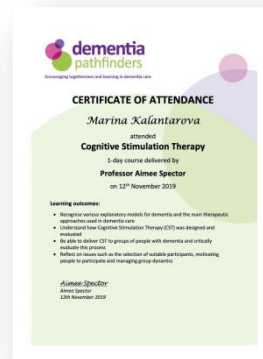 dementia
pathfinders
Encouraging togetherness and learning in dementia care
CERTIFICATE OF ATTENDANCE
Marina Kalantarova
attended
Cognitive Stimulation Therapy
1-day course delivered by
Professor Aimee Spector
on 12th November 2019
Learning outcomes:
• Recognise various explanatory models for dementia and the main therapeutic
approaches used in dementia care
• Understand how Cognitive Stimulation Therapy (CST) was designed and
evaluated
• Be able to deliver CST to groups of people with dementia and critically
evaluate this process
• Reflect on issues such as the selection of suitable participants, motivating
people to participate and managing group dynamics
Aimee Spector
Aimee Spector
12th November 2019